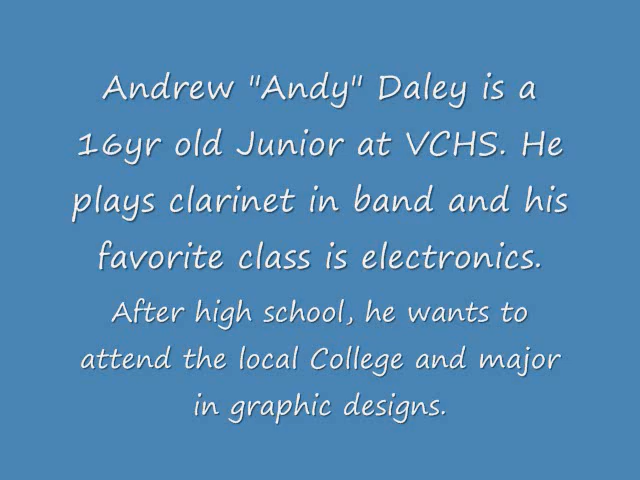 Andrew "Andy" Daley is a
16yr old Junior at VCHS. He
plays clarinet in band and his
favorite class is electronics.
After high school, he wants to
attend the local College and major
in graphic designs.